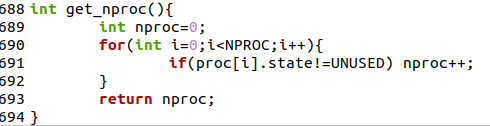 688 int get_nproc(){
689         int nproc=0;
690         for(int i=0;i<NPROC;i++){
691                 if(proc[i].state!=UNUSED) nproc++;
692         }
693         return nproc;
694 }